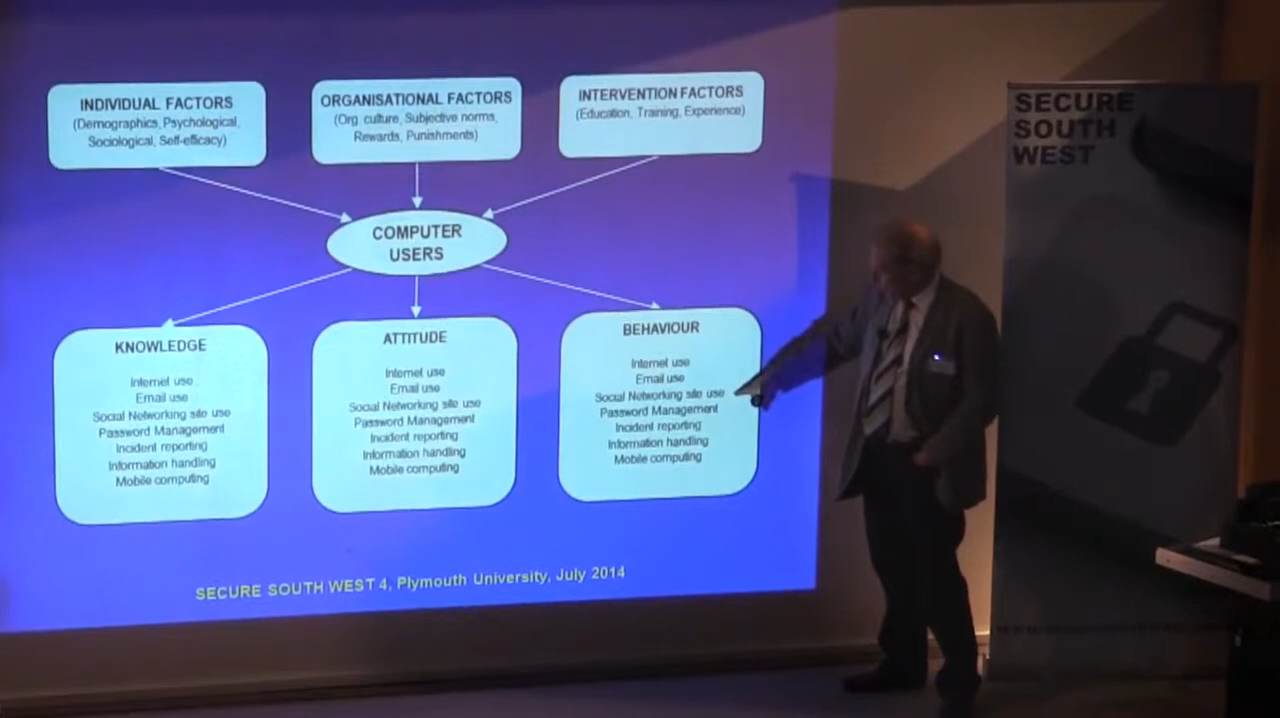 INDIVIDUAL FACTORS
(Demographics, Psychological,
Sociological, Self-efficacy)
ORGANISATIONAL FACTORS
(Org. culture, Subjective norms,
Rewards, Punishments)
INTERVENTION FACTORS
(Education, Training, Experience)
COMPUTER
USERS
KNOWLEDGE
Internet use
Email use
Social Networking site use
Password Management
Incident reporting
Information handling
Mobile computing
ATTITUDE
Internet use
Email use
Social Networking site use
Password Management
Incident reporting
Information handling
Mobile computing
BEHAVIOUR
Internet use
Email use
Social Networking site use
Password Management
Incident reporting
Information handling
Mobile computing
SECURE SOUTH WEST 4, Plymouth University, July 2014
SECURE
SOUTH
WEST